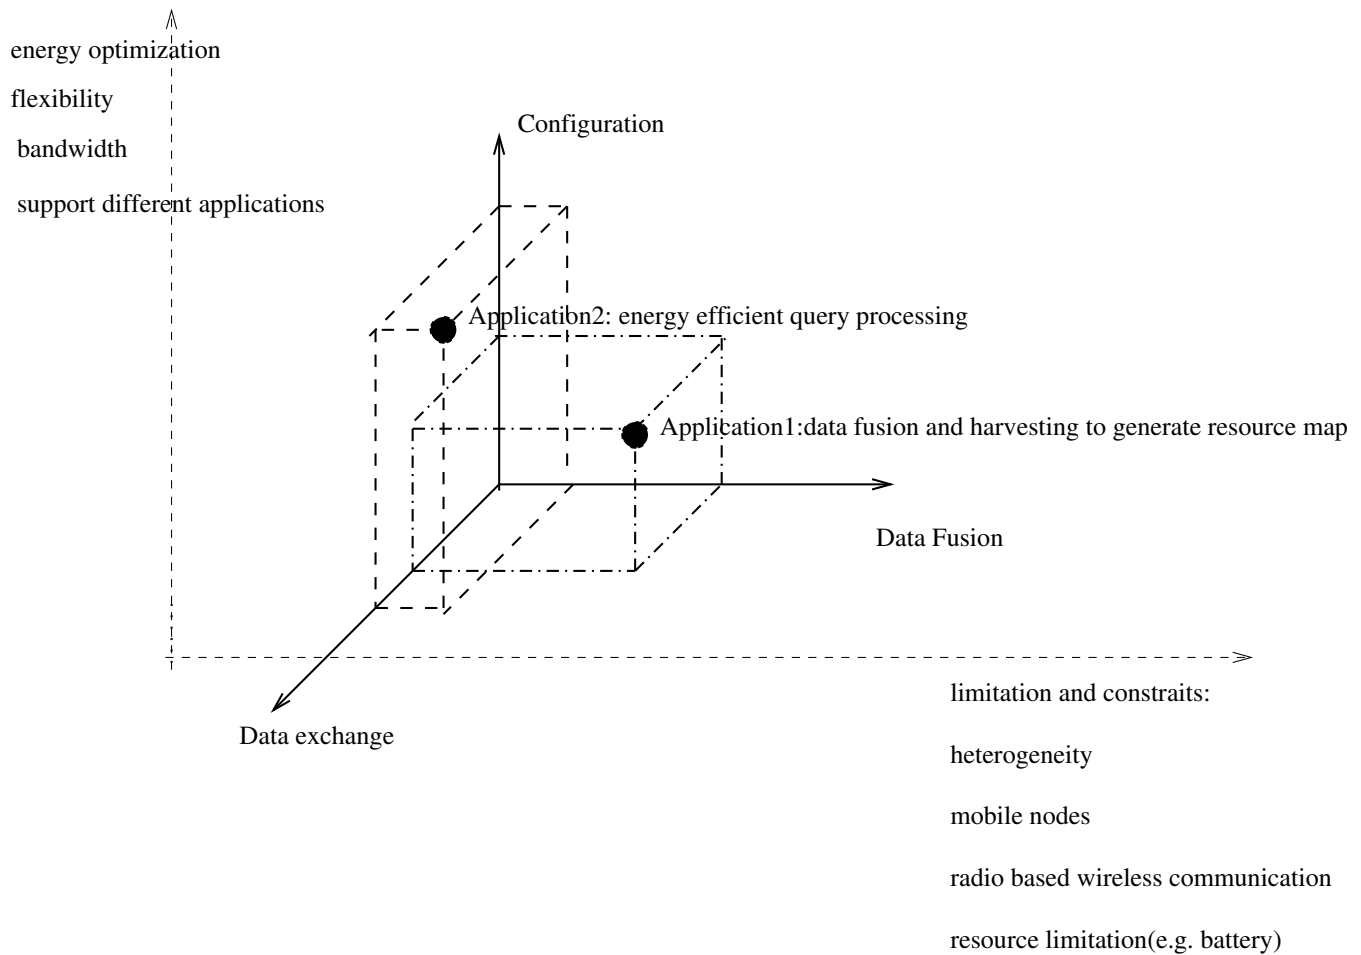 energy optimization
flexibility
bandwidth
support different applications
Configuration
Application2: energy efficient query processing
Application1:data fusion and harvesting to generate resource map
Data Fusion
Data exchange
limitation and constraits:
heterogeneity
mobile nodes
radio based wireless communication
resource limitation(e.g. battery)